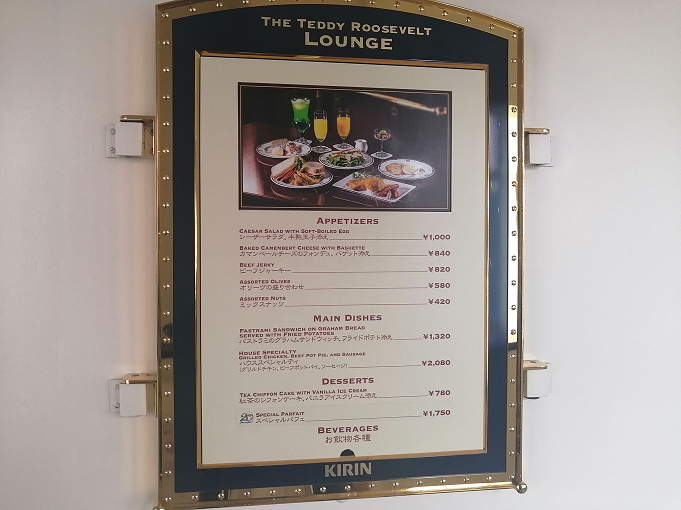 THE TEDDY ROOSEVELT
LOUNGE
APPETIZERS
CAESAR SALAD WITH SOFT-BOILED EGG
シーザーサラダ、半熟玉子添え ¥1,000
BAKED CAMEMBERT CHEESE WITH BAGUETTE
カマンベールチーズのフォンデュ、バゲット添え ¥840
BEEF JERKY
ビーフジャーキー ¥820
ASSORTED OLIVES
オリーヴの盛り合わせ ¥580
ASSORTED NUTS
ミックスナッツ ¥420
MAIN DISHES
PASTRAMI SANDWICH ON GRAHAM BREAD
SERVED WITH FRIED POTATOES
パストラミのグラハムサンドウィッチ、フライドポテト添え ¥1,320
HOUSE SPECIALTY
GRILLED CHICKEN, BEEF POT PIE, AND SAUSAGE
ハウススペシャルティ
(グリルドチキン、ビーフポットパイ、ソーセージ) ¥2,080
DESSERTS
TEA CHIFFON CAKE WITH VANILLA ICE CREAM
紅茶のシフォンケーキ、バニラアイスクリーム添え ¥780
SPECIAL PARFAIT
スペシャルパフェ ¥1,750
BEVERAGES
お飲物各種
KIRIN